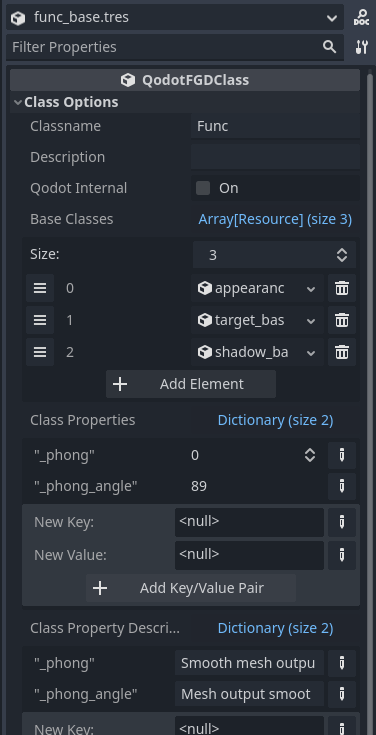 func_base.tres
DOC
Filter Properties
QodotFGDClass
Class Options
Classname Func
Description
Qodot Internal On
Base Classes Array[Resource] (size 3)
Size: 3
0 appearanc
1 target_bas
2 shadow_ba
Add Element
Class Properties Dictionary (size 2)
"_phong" 0
"_phong_angle" 89
New Key: <null>
New Value: <null>
Add Key/Value Pair
Class Property Descri... Dictionary (size 2)
"_phong" Smooth mesh outpu
"_phong_angle" Mesh output smoot
New Key: <null>